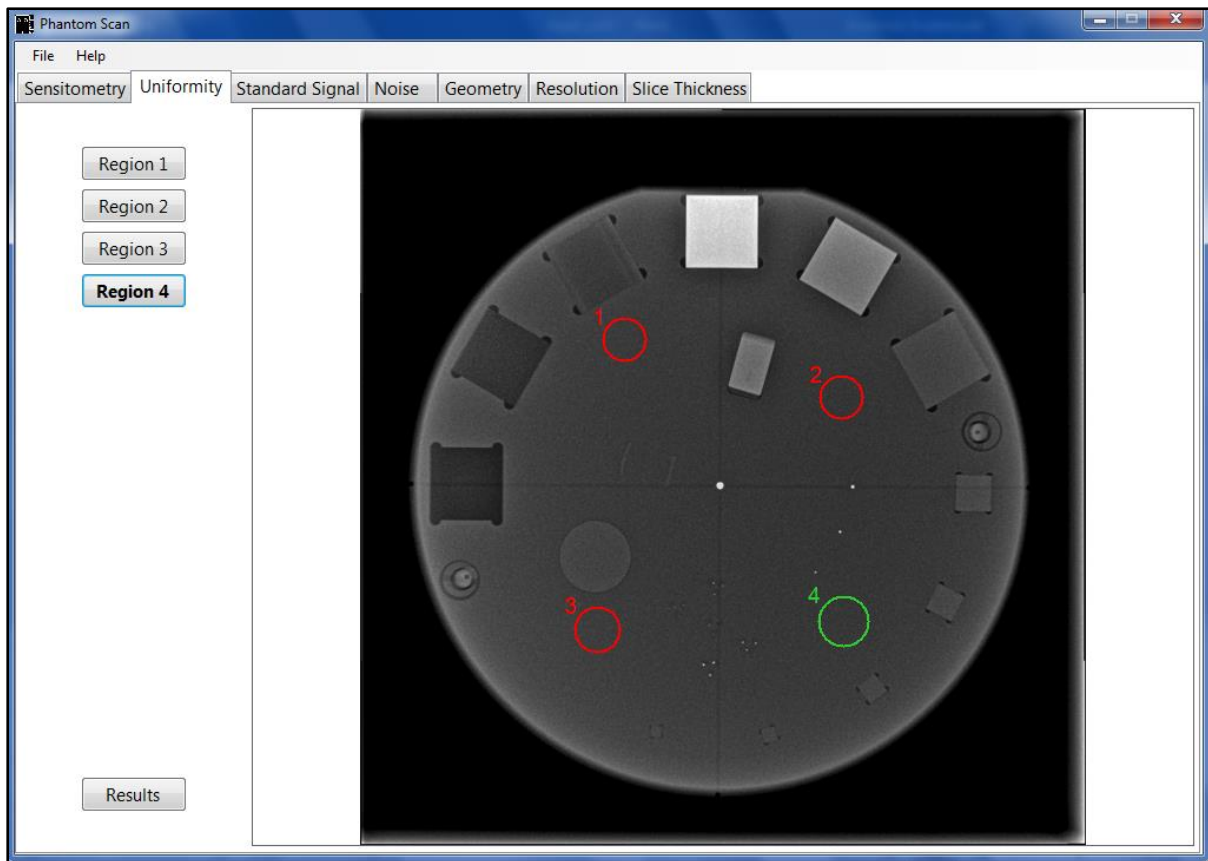 Phantom Scan
File Help
Sensitometry Uniformity Standard Signal Noise Geometry Resolution Slice Thickness
Region 1
Region 2
Region 3
Region 4
1
2
3
4
Results